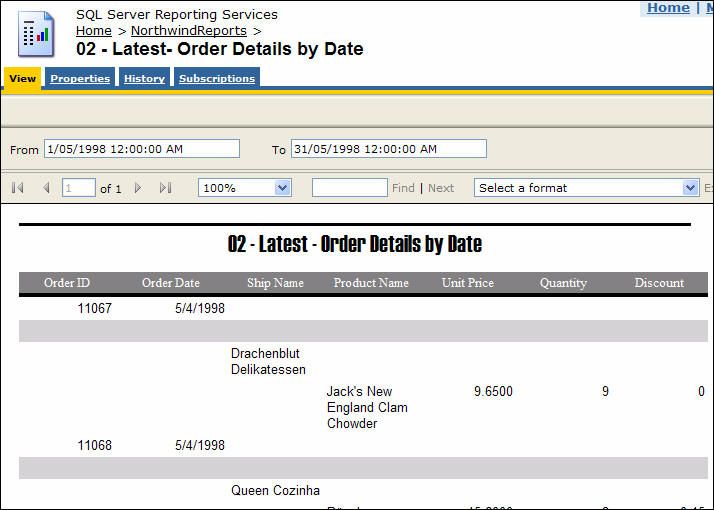 SQL Server Reporting Services
Home |
Home > NorthwindReports >
02 - Latest- Order Details by Date
View Properties History Subscriptions
From 1/05/1998 12:00:00 AM To 31/05/1998 12:00:00 AM
1 of 1 100% Find | Next Select a format
02 - Latest - Order Details by Date
Order ID Order Date Ship Name Product Name Unit Price Quantity Discount
11067 5/4/1998
Drachenblut
Delikatessen
Jack's New 9.6500 9 0
England Clam
Chowder
11068 5/4/1998
Queen Cozinha